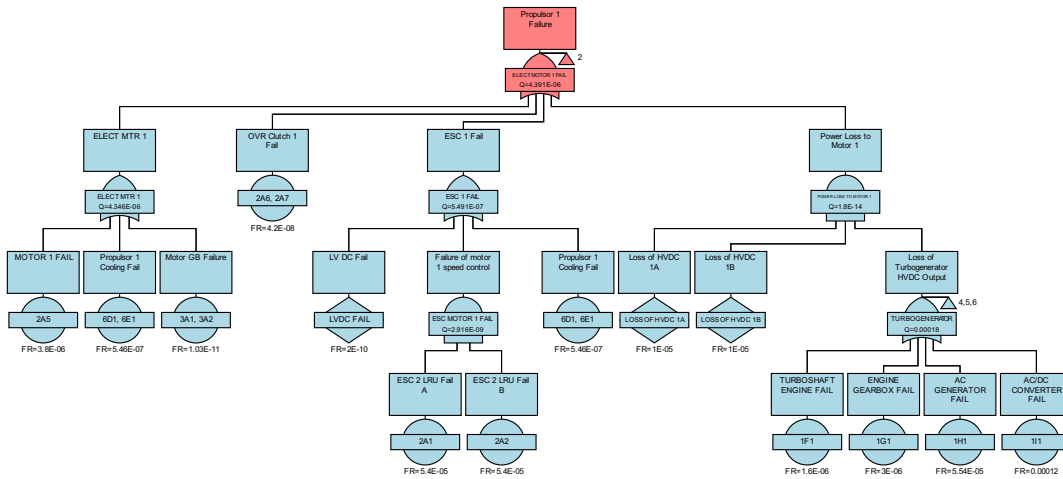 Propulsor 1
Failure
2
ELECT MOTOR 1 FAIL
Q=4.391E-06
ELECT MTR 1
OVR Clutch 1
Fail
ESC 1 Fail
Power Loss to
Motor 1
ELECT MTR 1
Q=4.346E-06
2A6, 2A7
FR=4.2E-08
ESC 1 FAIL
Q=5.491E-07
POWER LOSS TO MOTOR 1
Q=1.8E-14
MOTOR 1 FAIL
Propulsor 1
Cooling Fail
Motor GB Failure
LV DC Fail
Failure of motor
1 speed control
Propulsor 1
Cooling Fail
Loss of HVDC
1A
Loss of HVDC
1B
Loss of
Turbogenerator
HVDC Output
4,5,6
2A5
FR=3.8E-06
6D1, 6E1
FR=5.46E-07
3A1, 3A2
FR=1.03E-11
LVDC FAIL
FR=2E-10
ESC MOTOR 1 FAIL
Q=2.916E-09
6D1, 6E1
FR=5.46E-07
LOSS OF HVDC 1A
FR=1E-05
LOSS OF HVDC 1B
FR=1E-05
TURBOGENERATOR
Q=0.00018
ESC 2 LRU Fail
A
ESC 2 LRU Fail
B
TURBOSHAFT
ENGINE FAIL
ENGINE
GEARBOX FAIL
AC
GENERATOR
FAIL
AC/DC
CONVERTER
FAIL
2A1
FR=5.4E-05
2A2
FR=5.4E-05
1F1
FR=1.6E-06
1G1
FR=3E-06
1H1
FR=5.54E-05
1I1
FR=0.00012